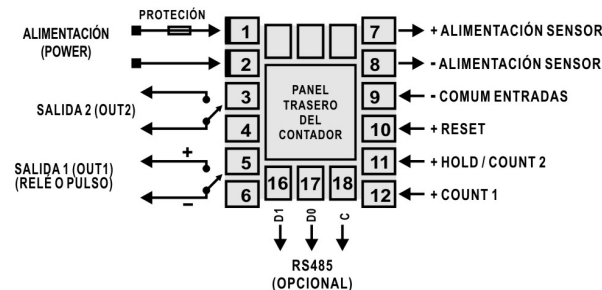 PROTECIÓN
ALIMENTACIÓN
(POWER)
SALIDA 2 (OUT2)
SALIDA 1 (OUT1)
(RELÉ O PULSO)
+
–
1
2
3
4
5
6
PANEL
TRASERO
DEL
CONTADOR
16 17 18
D1 D0 C
RS485
(OPCIONAL)
7 + ALIMENTACIÓN SENSOR
8 - ALIMENTACIÓN SENSOR
9 - COMUM ENTRADAS
10 + RESET
11 + HOLD / COUNT 2
12 + COUNT 1